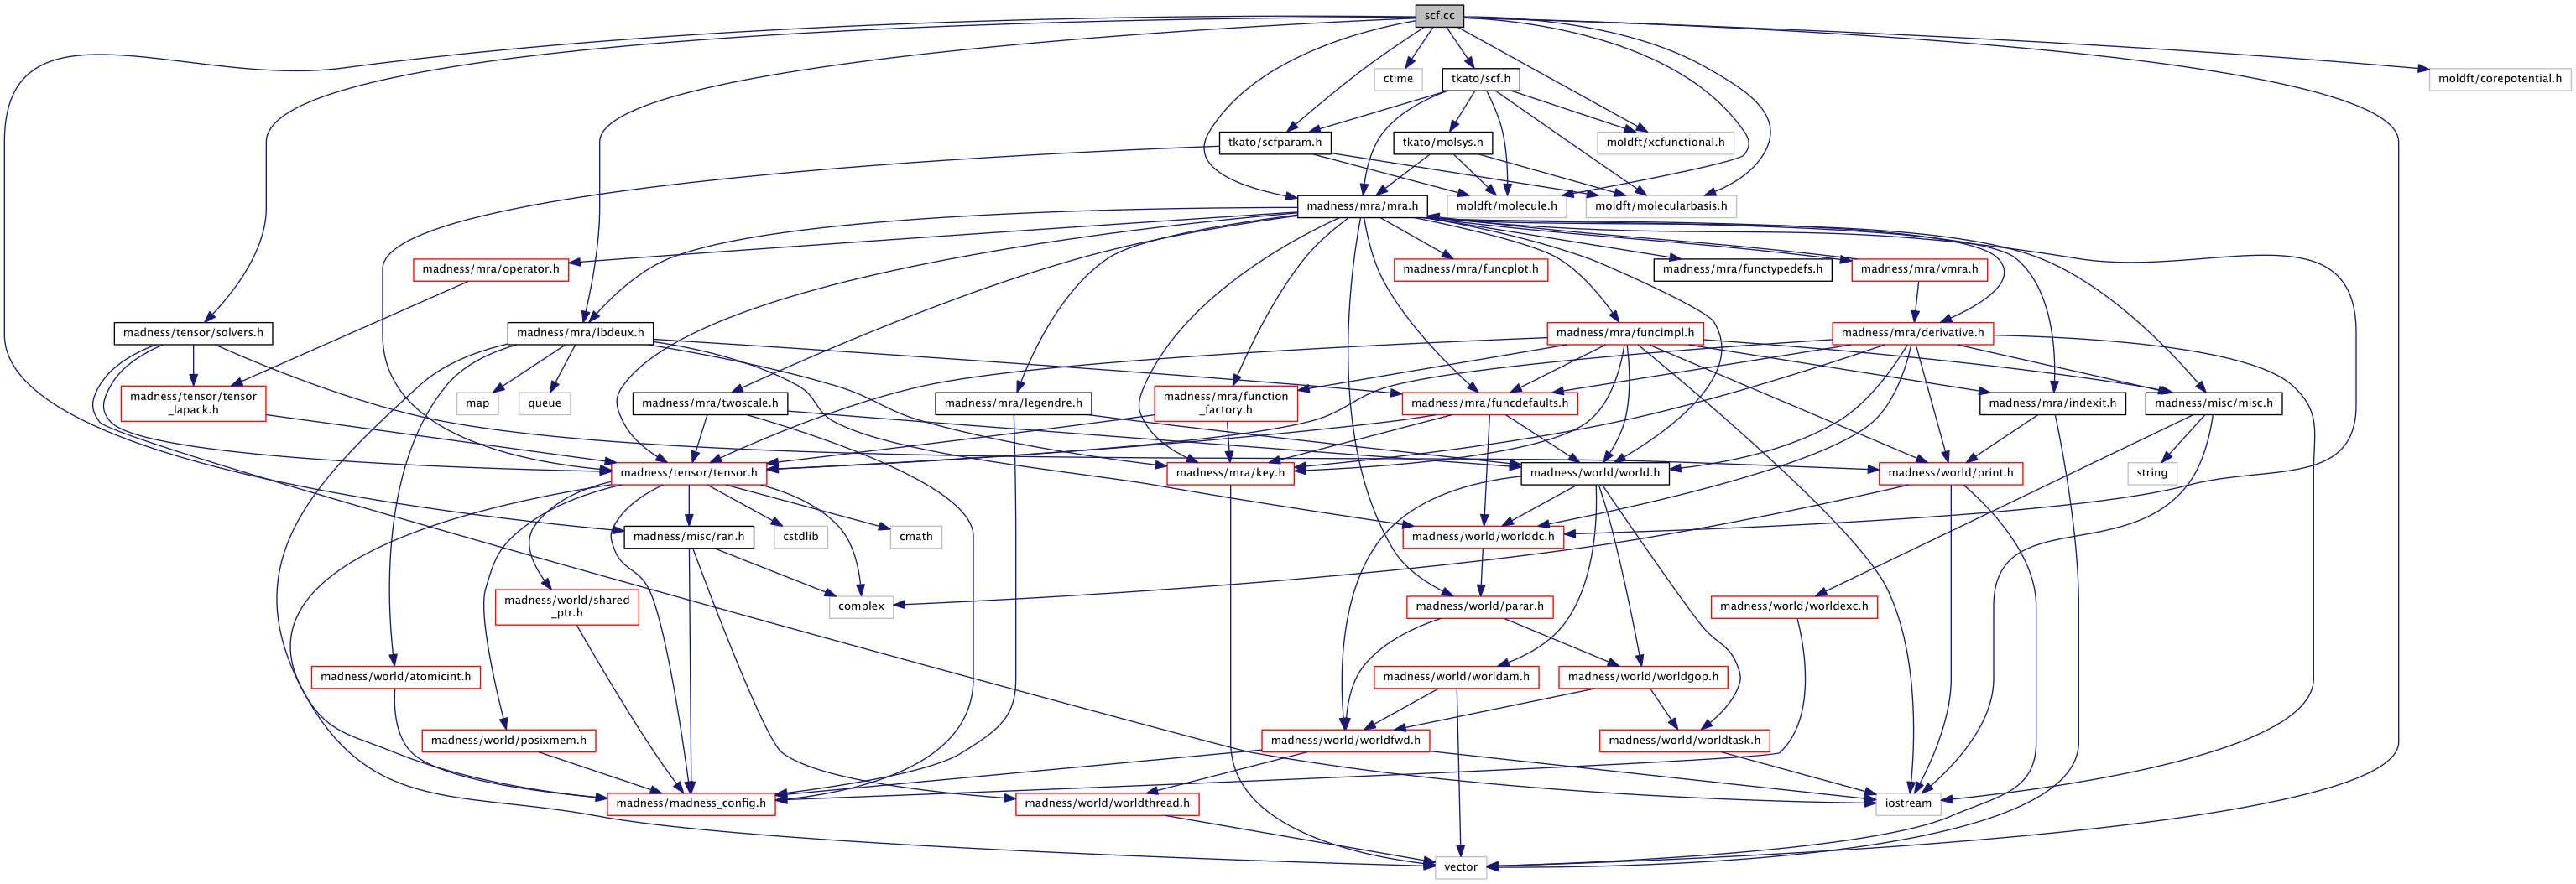 scf.cc
ctime
tkato/scf.h
moldft/corepotential.h
tkato/scfparam.h
tkato/molsys.h
moldft/xcfunctional.h
madness/mra/mra.h
moldft/molecule.h
moldft/molecularbasis.h
madness/mra/operator.h
madness/mra/funcplot.h
madness/mra/functypedefs.h
madness/mra/vmra.h
madness/tensor/solvers.h
madness/mra/lbdeux.h
madness/mra/funcimpl.h
madness/mra/derivative.h
madness/tensor/tensor
_lapack.h
map
queue
madness/mra/twoscale.h
madness/mra/legendre.h
madness/mra/function
_factory.h
madness/mra/funcdefaults.h
madness/mra/indexit.h
madness/misc/misc.h
madness/tensor/tensor.h
madness/mra/key.h
madness/world/world.h
madness/world/print.h
string
madness/misc/ran.h
cstdlib
cmath
madness/world/worlddc.h
madness/world/shared
_ptr.h
complex
madness/world/parar.h
madness/world/worldexc.h
madness/world/atomicint.h
madness/world/worldam.h
madness/world/worldgop.h
madness/world/posixmem.h
madness/world/worldfwd.h
madness/world/worldtask.h
madness/madness_config.h
madness/world/worldthread.h
iostream
vector